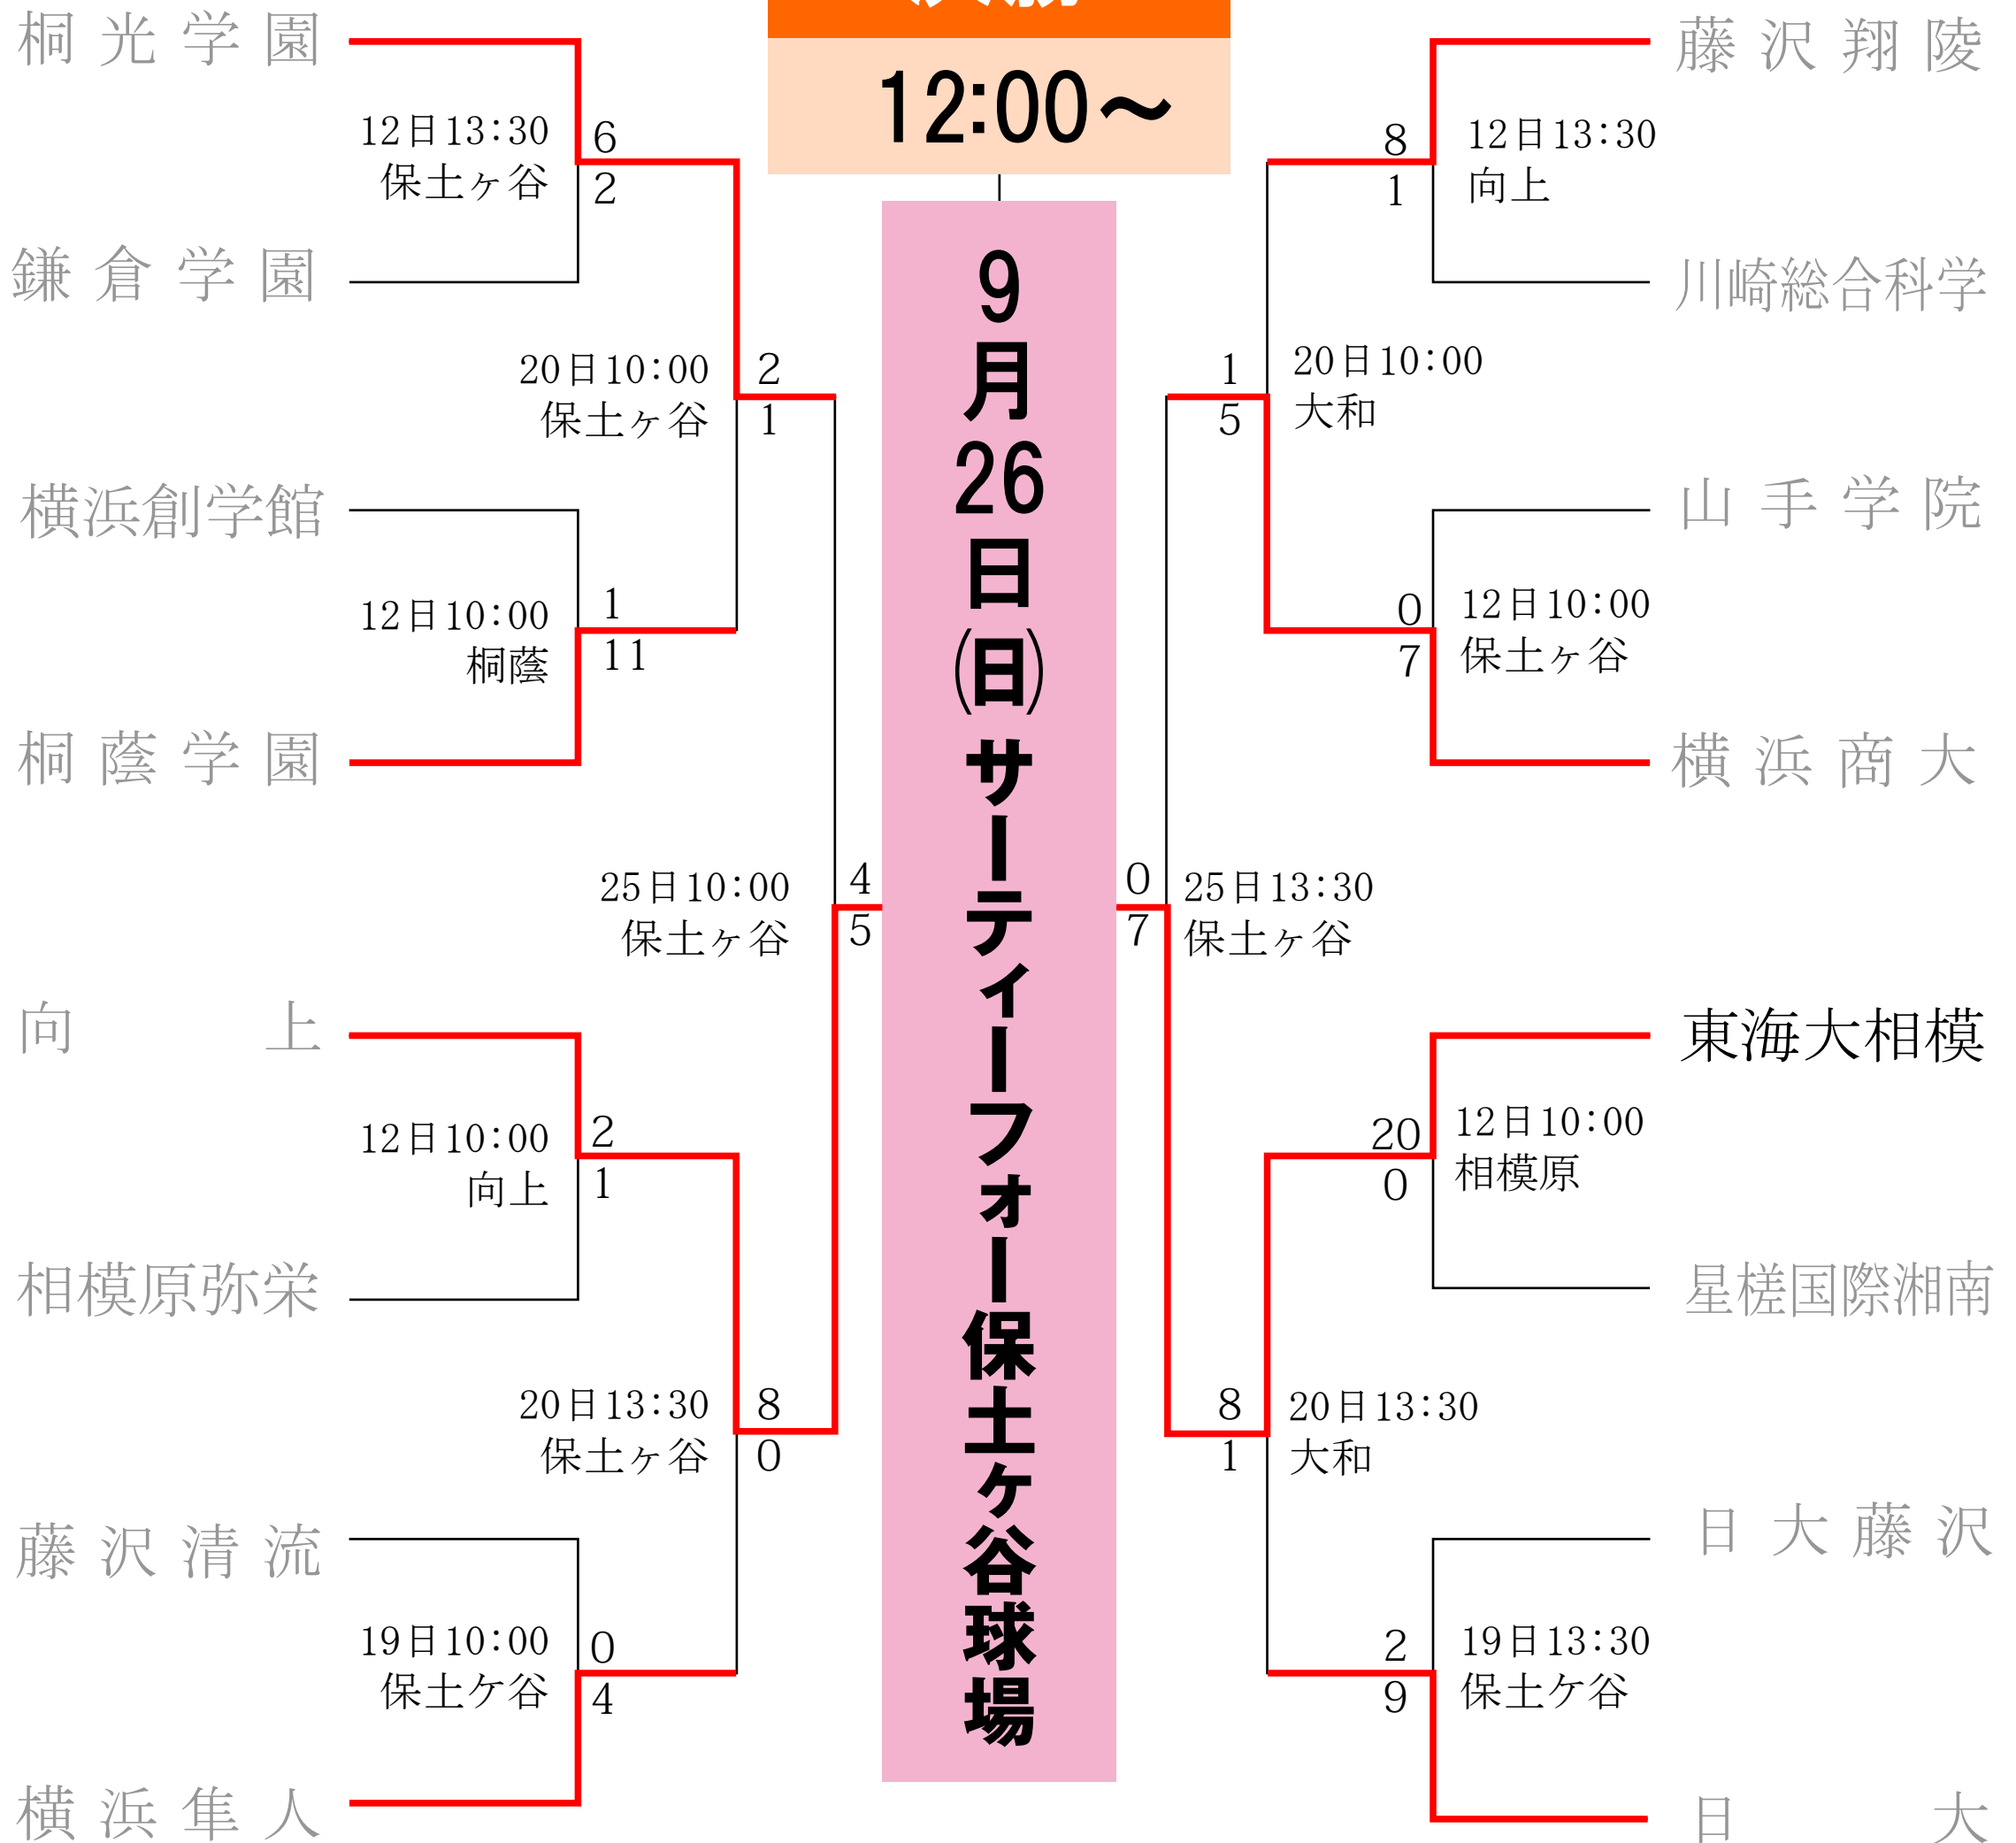 12:00～
9月26日(日) サーティーフォー保土ヶ谷球場
桐光学園
12日13:30
保土ヶ谷
6
2
鎌倉学園
20日10:00
保土ヶ谷
2
1
横浜創学館
12日10:00
桐蔭
1
11
桐蔭学園
25日10:00
保土ヶ谷
4
5
向上
12日10:00
向上
2
1
相模原弥栄
20日13:30
保土ヶ谷
8
0
藤沢清流
19日10:00
保土ケ谷
0
4
横浜隼人
藤沢翔陵
8
1
12日13:30
向上
川崎総合科学
1
5
20日10:00
大和
山手学院
0
7
12日10:00
保土ヶ谷
横浜商大
0
7
25日13:30
保土ヶ谷
東海大相模
20
0
12日10:00
相模原
星槎国際湘南
8
1
20日13:30
大和
日大藤沢
2
9
19日13:30
保土ケ谷
日大